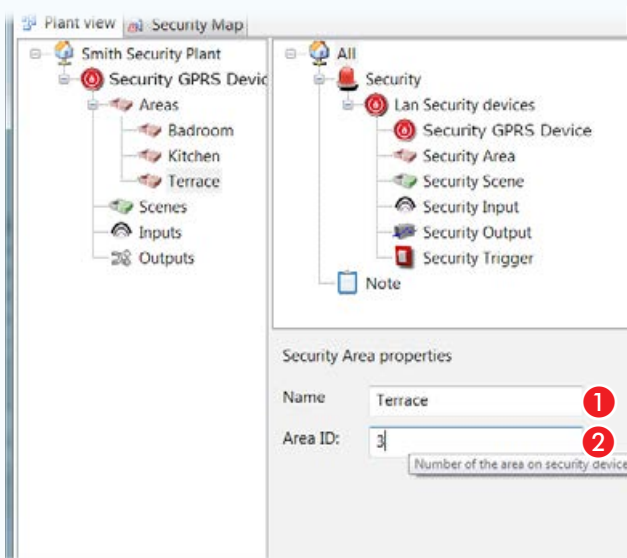 Plant view
Security Map
Smith Security Plant
Security GPRS Devic
Areas
Badroom
Kitchen
Terrace
Scenes
Inputs
Outputs
All
Security
Lan Security devices
Security GPRS Device
Security Area
Security Scene
Security Input
Security Output
Security Trigger
Note
Security Area properties
Name
Terrace
1
Area ID:
3
2
Number of the area on security device